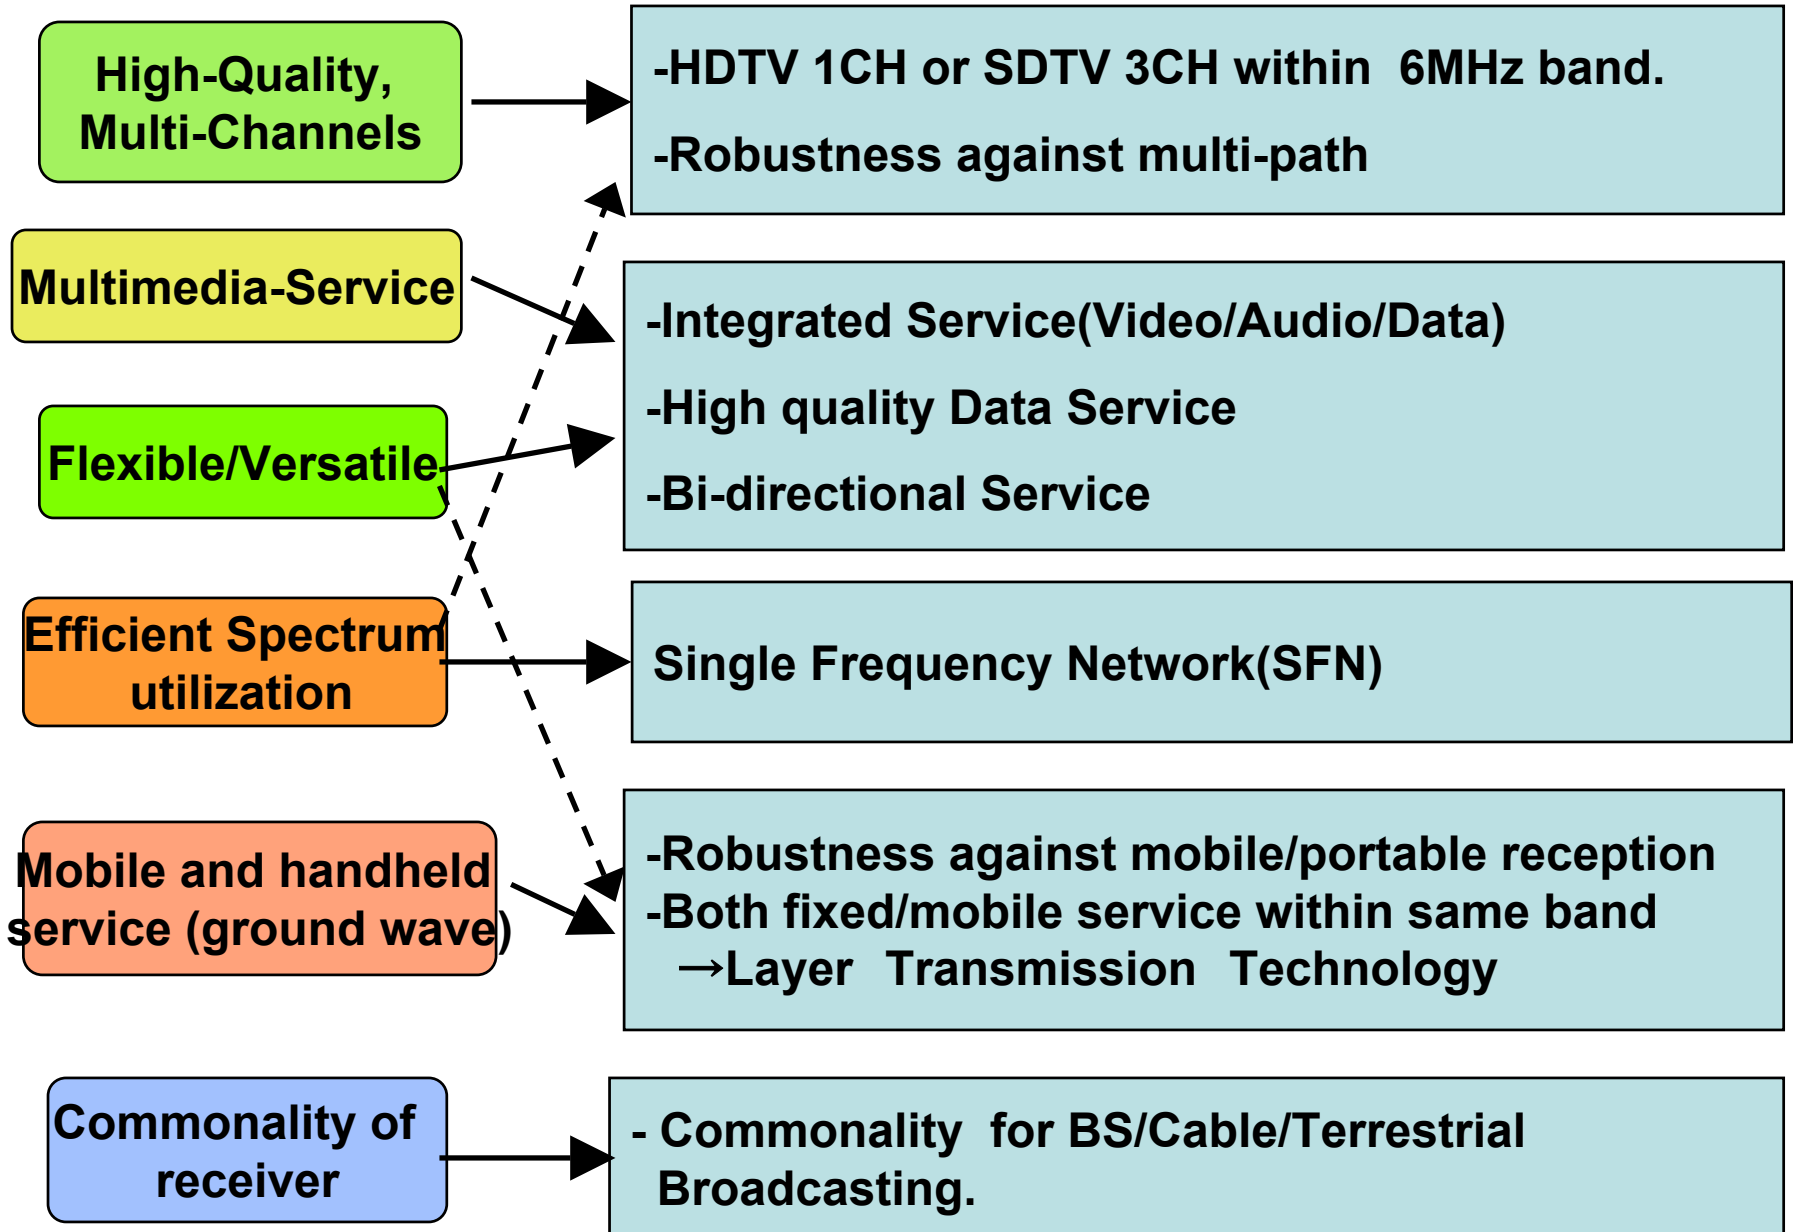 High-Quality,
Multi-Channels
-HDTV 1CH or SDTV 3CH within 6MHz band.
-Robustness against multi-path
Multimedia-Service
-Integrated Service(Video/Audio/Data)
-High quality Data Service
-Bi-directional Service
Flexible/Versatile
Efficient Spectrum
utilization
Single Frequency Network(SFN)
Mobile and handheld
service (ground wave)
-Robustness against mobile/portable reception
-Both fixed/mobile service within same band
→Layer Transmission Technology
Commonality of
receiver
- Commonality for BS/Cable/Terrestrial
Broadcasting.